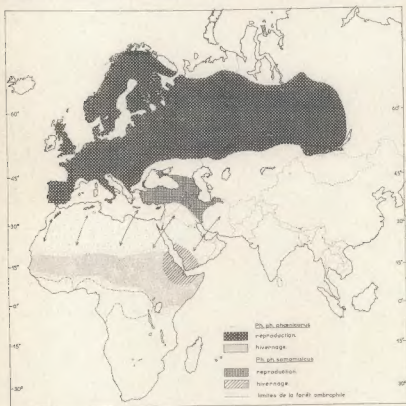 60°
45°
30°
15°
0°
15°
30°
60°
45°
30°
15°
0°
15°
30°
Ph. ph. phoenicurus
reproduction
hivernage
Ph. ph. samamisicus
reproduction
hivernage
limites de la forêt ombrophile